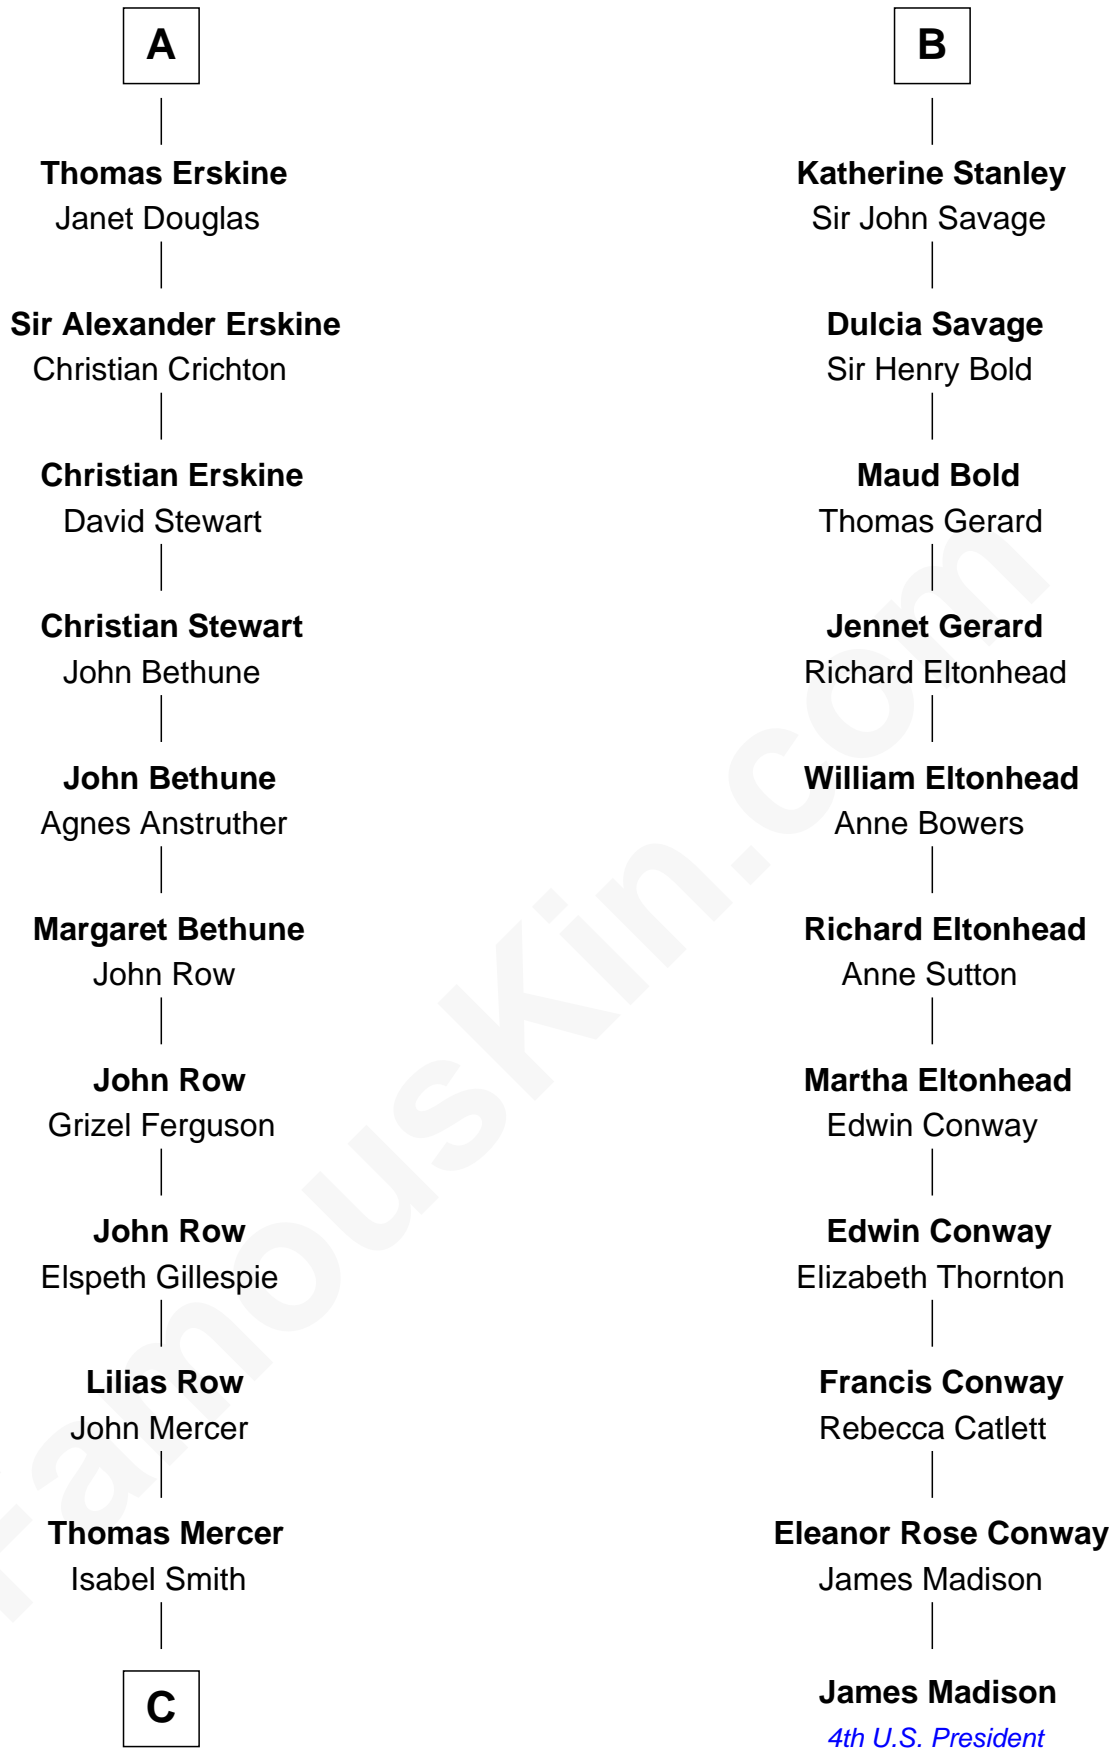 A
Thomas Erskine
Janet Douglas
Sir Alexander Erskine
Christian Crichton
Christian Erskine
David Stewart
Christian Stewart
John Bethune
John Bethune
Agnes Anstruther
Margaret Bethune
John Row
John Row
Grizel Ferguson
John Row
Elspeth Gillespie
Lilias Row
John Mercer
Thomas Mercer
Isabel Smith
C
B
Katherine Stanley
Sir John Savage
Dulcia Savage
Sir Henry Bold
Maud Bold
Thomas Gerard
Jennet Gerard
Richard Eltonhead
William Eltonhead
Anne Bowers
Richard Eltonhead
Anne Sutton
Martha Eltonhead
Edwin Conway
Edwin Conway
Elizabeth Thornton
Francis Conway
Rebecca Catlett
Eleanor Rose Conway
James Madison
James Madison
4th U.S. President
FamousKin.com